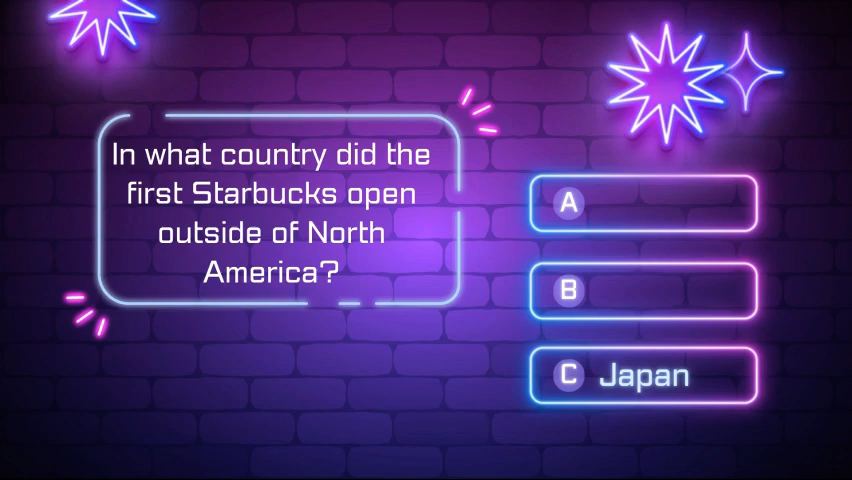 In what country did the
first Starbucks open
outside of North
America?
A
B
C Japan